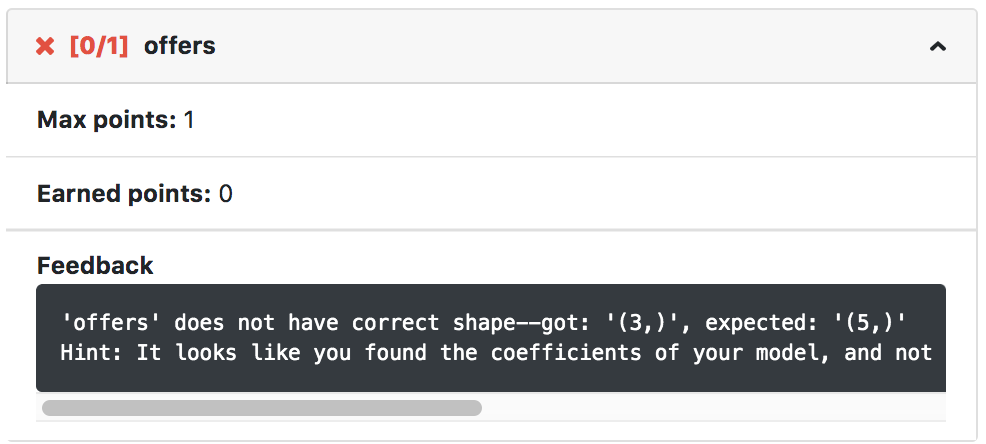 ✖ [0/1] offers
Max points: 1
Earned points: 0
Feedback
'offers' does not have correct shape––got: '(3,)', expected: '(5,)'
Hint: It looks like you found the coefficients of your model, and not